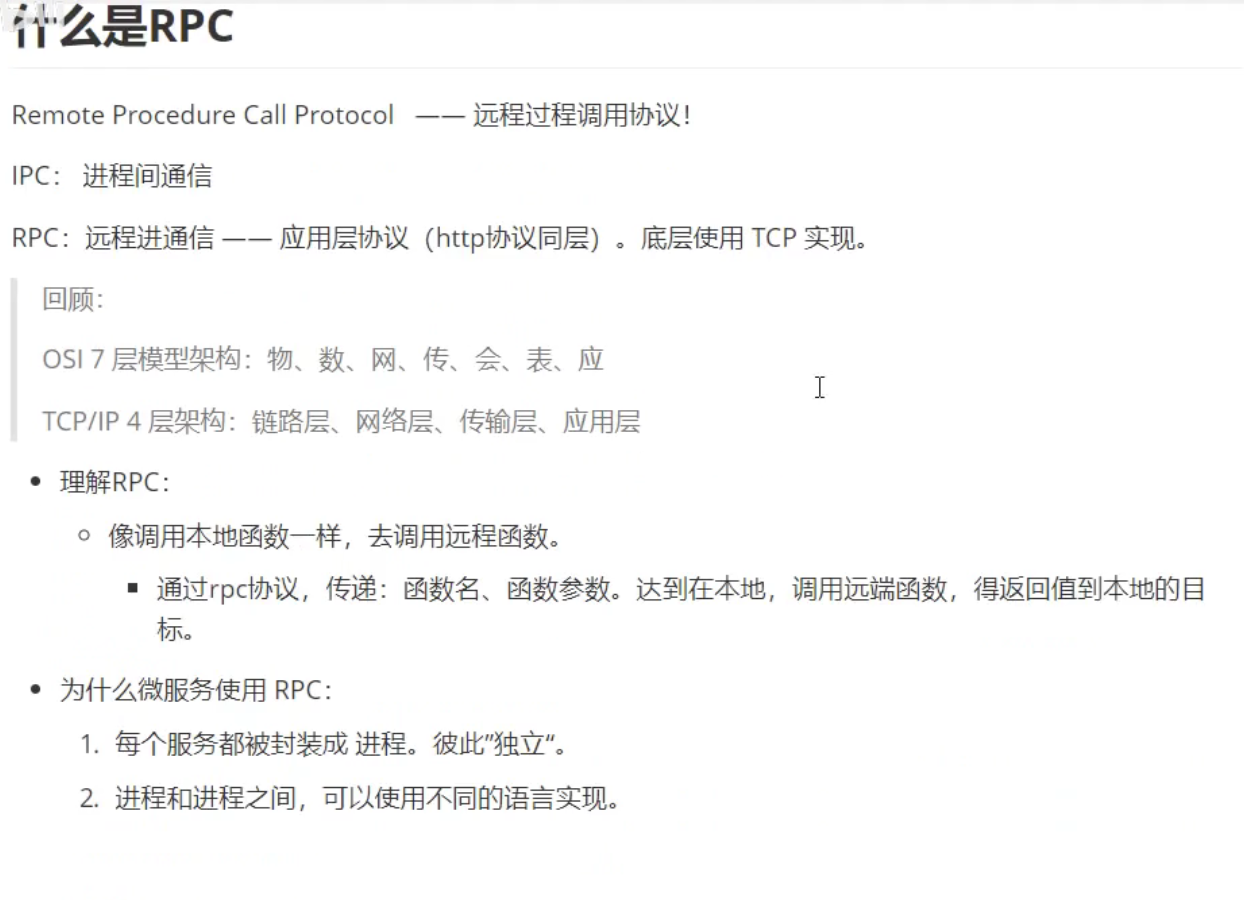 什么是RPC
Remote Procedure Call Protocol —— 远程过程调用协议！
IPC： 进程间通信
RPC：远程进通信 —— 应用层协议（http协议同层）。底层使用 TCP 实现。
回顾：
OSI 7 层模型架构：物、数、网、传、会、表、应
TCP/IP 4 层架构：链路层、网络层、传输层、应用层
理解RPC：
像调用本地函数一样，去调用远程函数。
通过rpc协议，传递：函数名、函数参数。达到在本地，调用远端函数，得返回值到本地的目
标。
为什么微服务使用 RPC：
1. 每个服务都被封装成 进程。彼此”独立“。
2. 进程和进程之间，可以使用不同的语言实现。